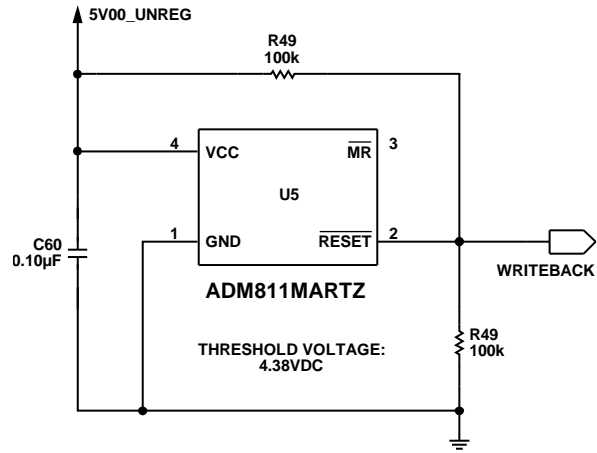 5V00_UNREG
R49
100k
4
VCC
MR
3
U5
1
GND
RESET
2
C60
0.10µF
WRITEBACK
ADM811MARTZ
THRESHOLD VOLTAGE:
4.38VDC
R49
100k